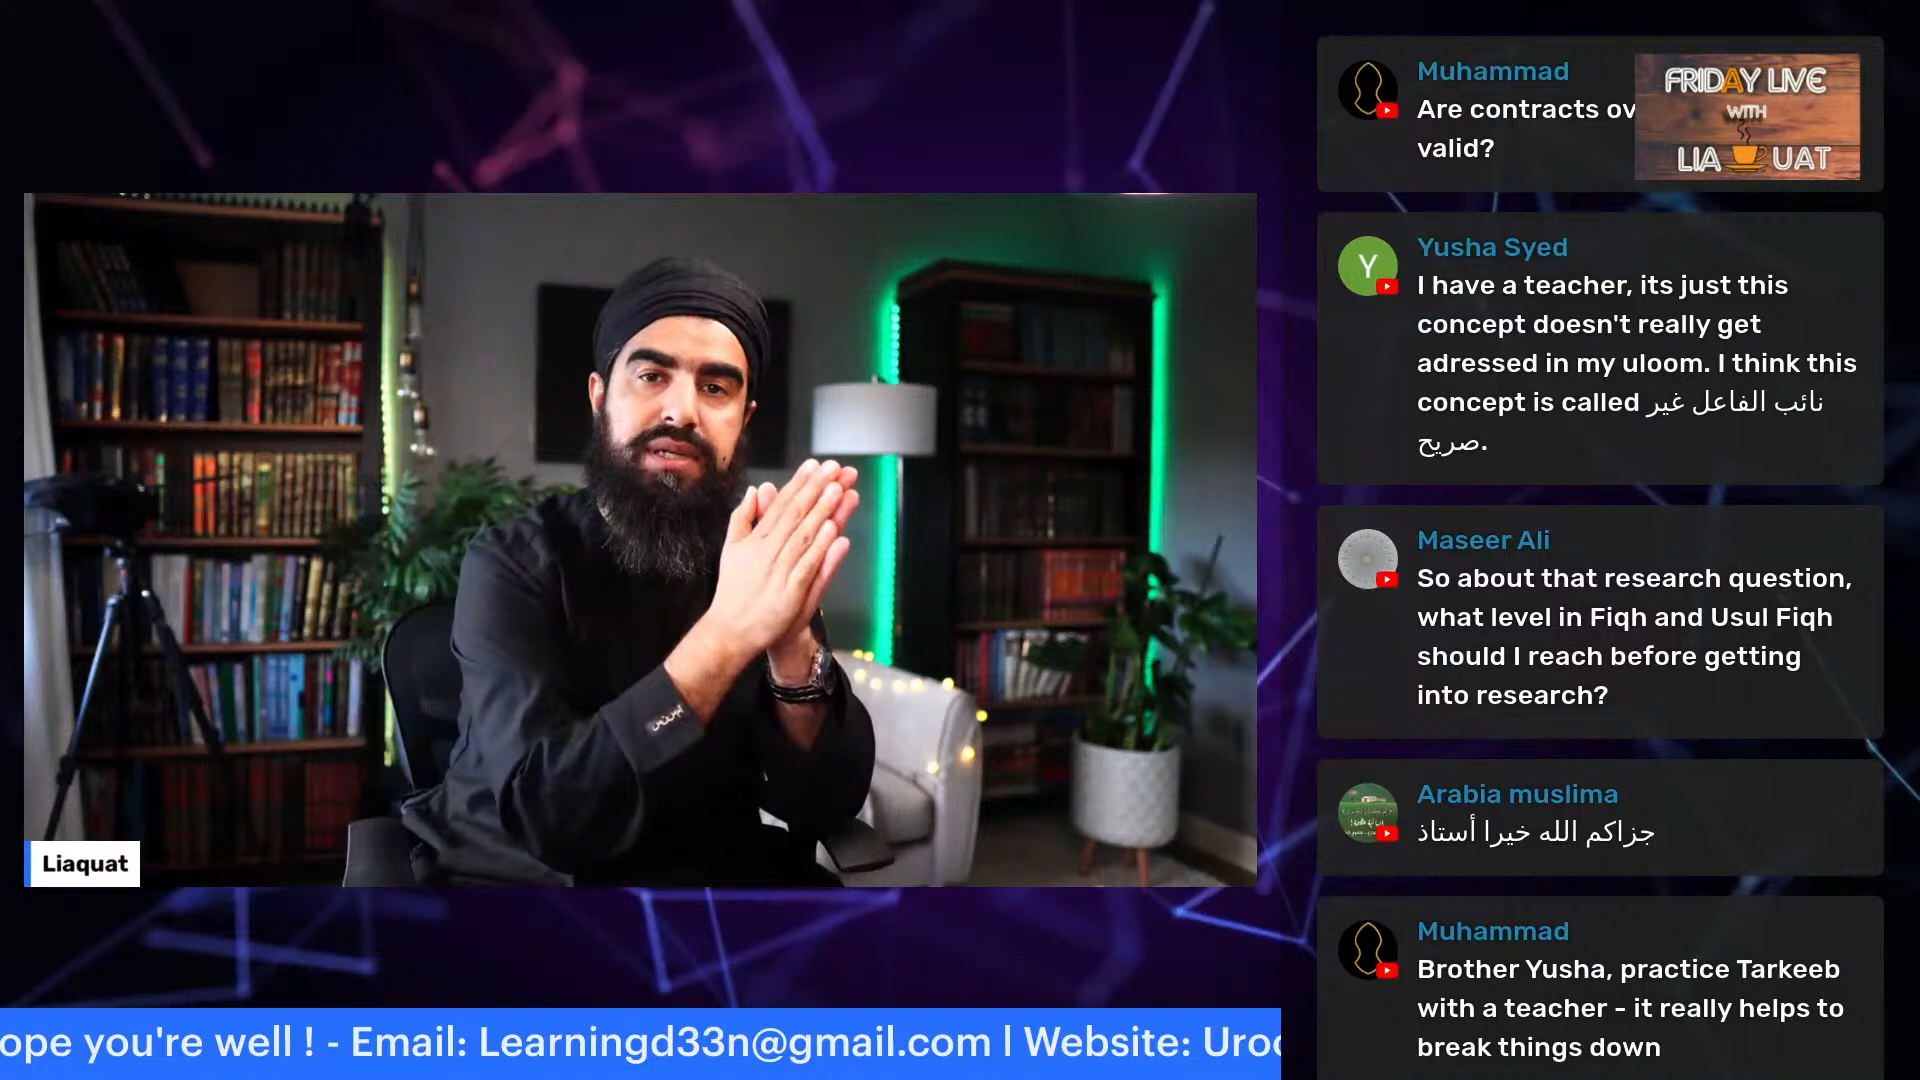 Muhammad
Are contracts ov
valid?
FRIDAY LIVE
WITH
LIA UAT
Yusha Syed
Y
I have a teacher, its just this
concept doesn't really get
adressed in my uloom. I think this
concept is called نائب الفاعل غير
صريح.
Maseer Ali
So about that research question,
what level in Fiqh and Usul Fiqh
should I reach before getting
into research?
Arabia muslima
جزاكم الله خيرا أستاذ
Muhammad
Brother Yusha, practice Tarkeeb
with a teacher - it really helps to
break things down
Liaquat
ope you're well ! - Email: Learningd33n@gmail.com | Website: Uroo